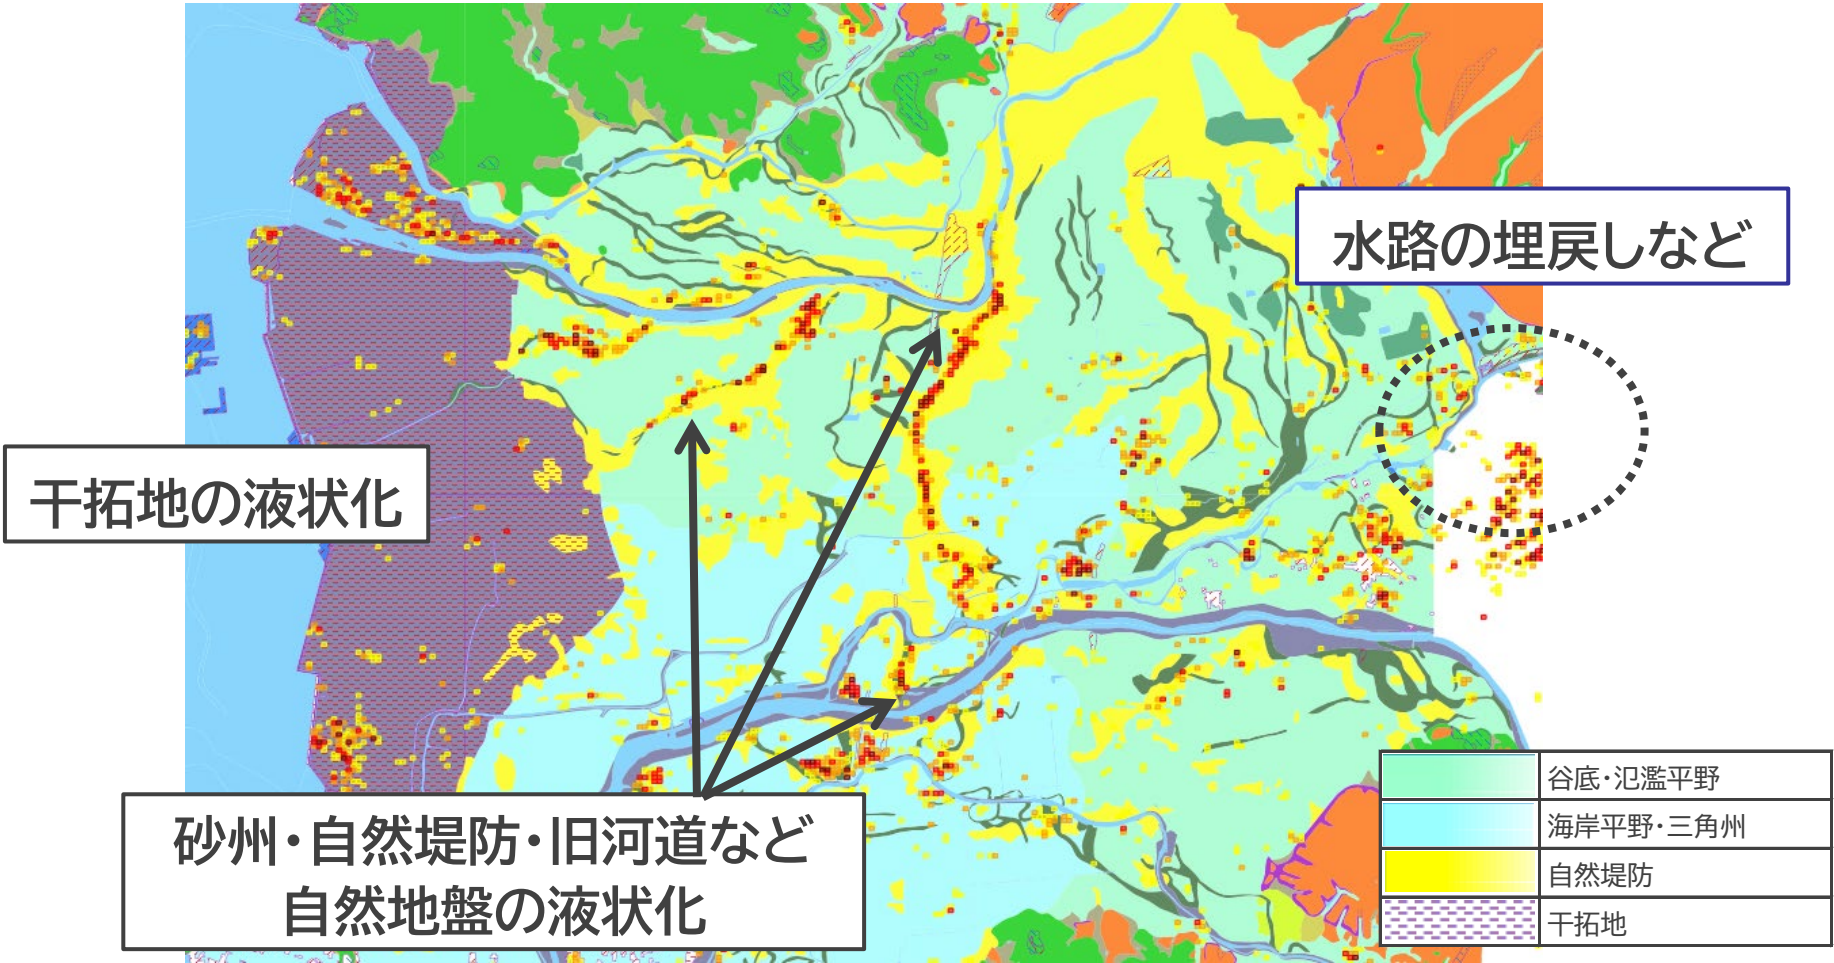 水路の埋戻しなど
干拓地の液状化
砂州・自然堤防・旧河道など
自然地盤の液状化
谷底・氾濫平野
海岸平野・三角州
自然堤防
干拓地